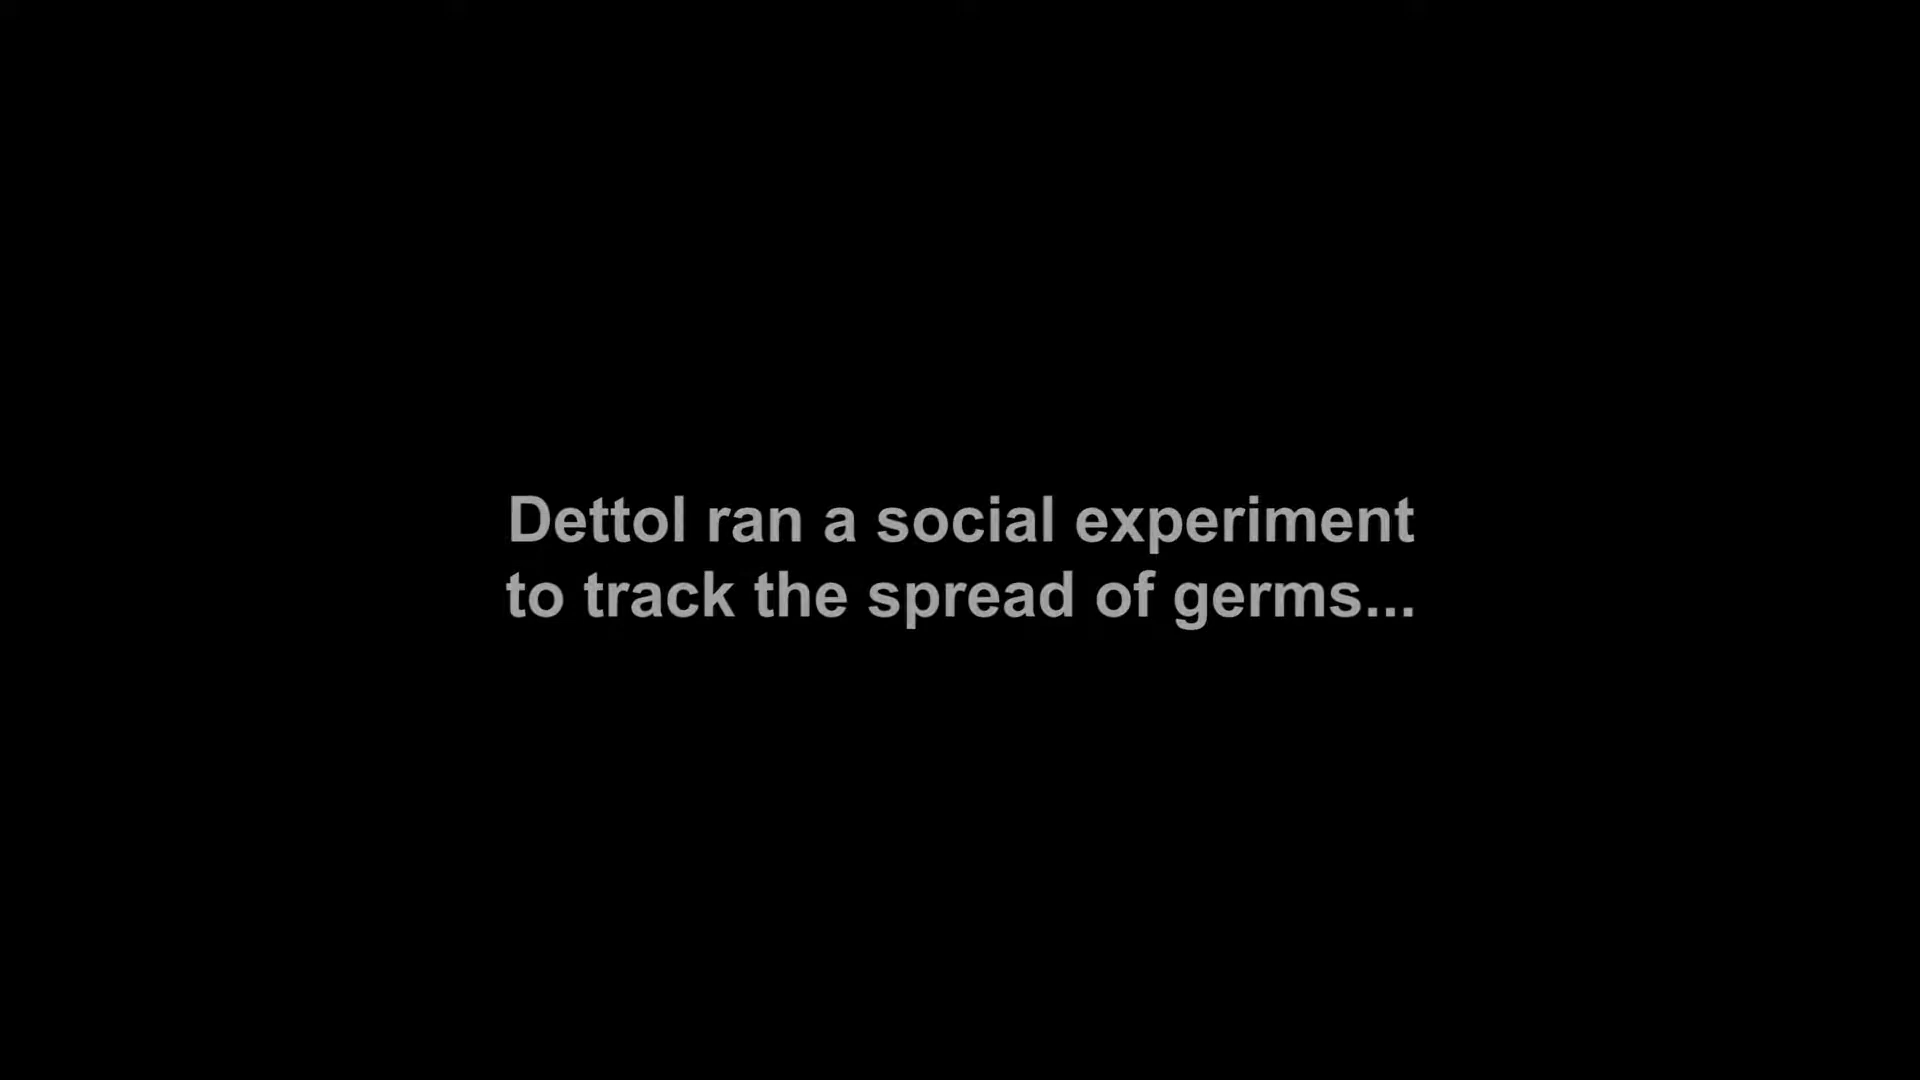 Dettol ran a social experiment
to track the spread of germs...